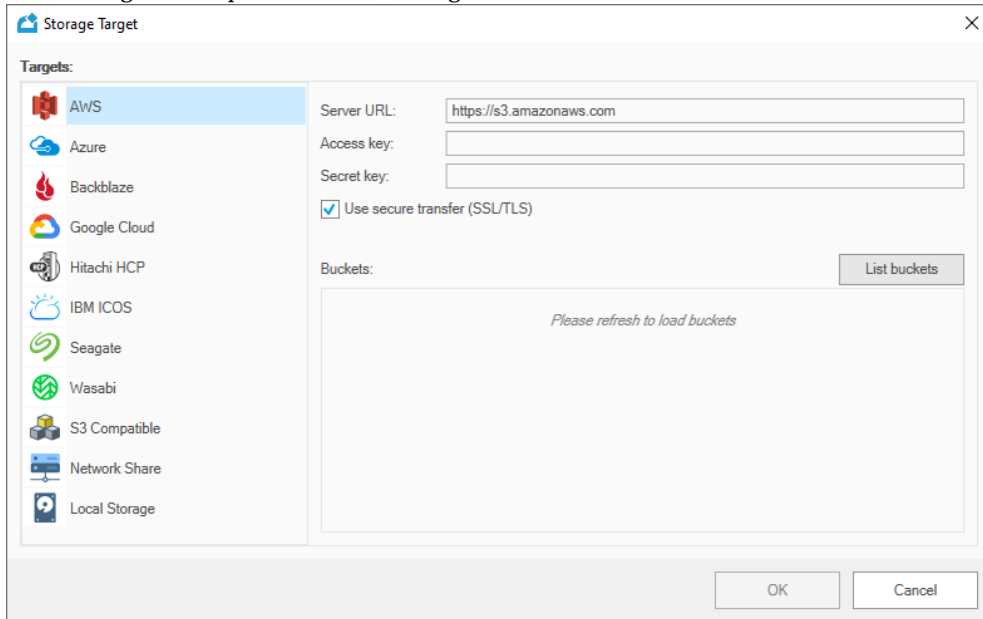 Storage Target
Targets:
AWS
Azure
Backblaze
Google Cloud
HCP
Hitachi HCP
IBM ICOS
Seagate
Wasabi
S3 Compatible
Network Share
Local Storage
Server URL: https://s3.amazonaws.com
Access key:
Secret key:
Use secure transfer (SSL/TLS)
Buckets:
List buckets
Please refresh to load buckets
OK
Cancel